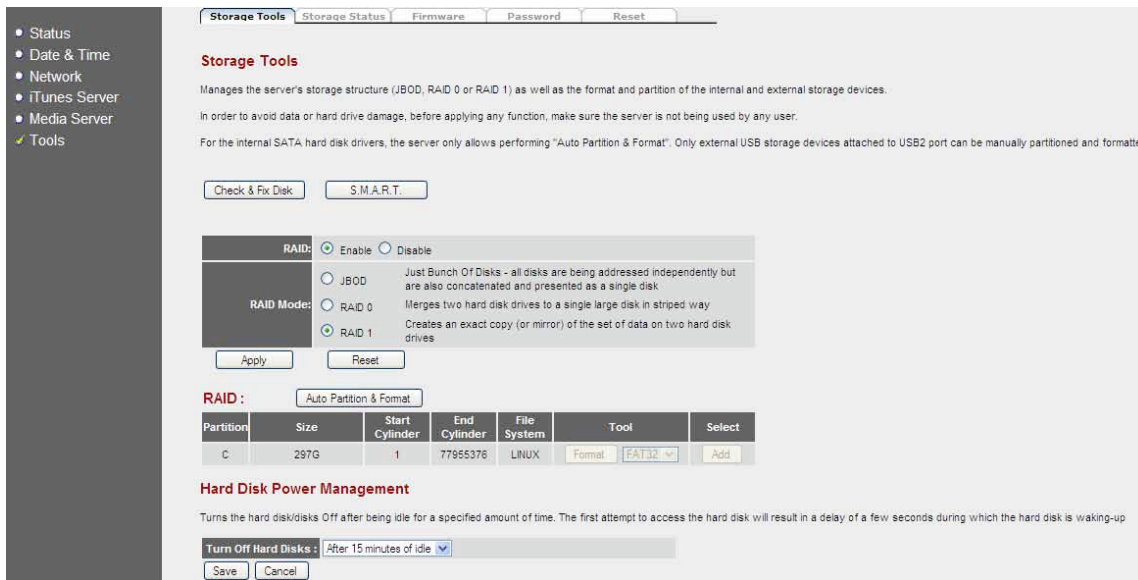 Storage Tools Storage Status Firmware Password Reset
Status
Date & Time
Network
iTunes Server
Media Server
Tools
Storage Tools
Manages the server's storage structure (JBOD, RAID 0 or RAID 1) as well as the format and partition of the internal and external storage devices.
In order to avoid data or hard drive damage, before applying any function, make sure the server is not being used by any user.
For the internal SATA hard disk drivers, the server only allows performing "Auto Partition & Format". Only external USB storage devices attached to USB2 port can be manually partitioned and formatte
Check & Fix Disk S.M.A.R.T.
RAID: Enable Disable
RAID Mode:
JBOD Just Bunch Of Disks - all disks are being addressed independently but
are also concatenated and presented as a single disk
RAID 0 Merges two hard disk drives to a single large disk in striped way
RAID 1 Creates an exact copy (or mirror) of the set of data on two hard disk
drives
Apply Reset
RAID : Auto Partition & Format
Partition Size Start Cylinder End Cylinder File System Tool Select
C 297G 1 77955376 LINUX Format FAT32 Add
Hard Disk Power Management
Turns the hard disk/disks Off after being idle for a specified amount of time. The first attempt to access the hard disk will result in a delay of a few seconds during which the hard disk is waking-up
Turn Off Hard Disks : After 15 minutes of idle
Save Cancel